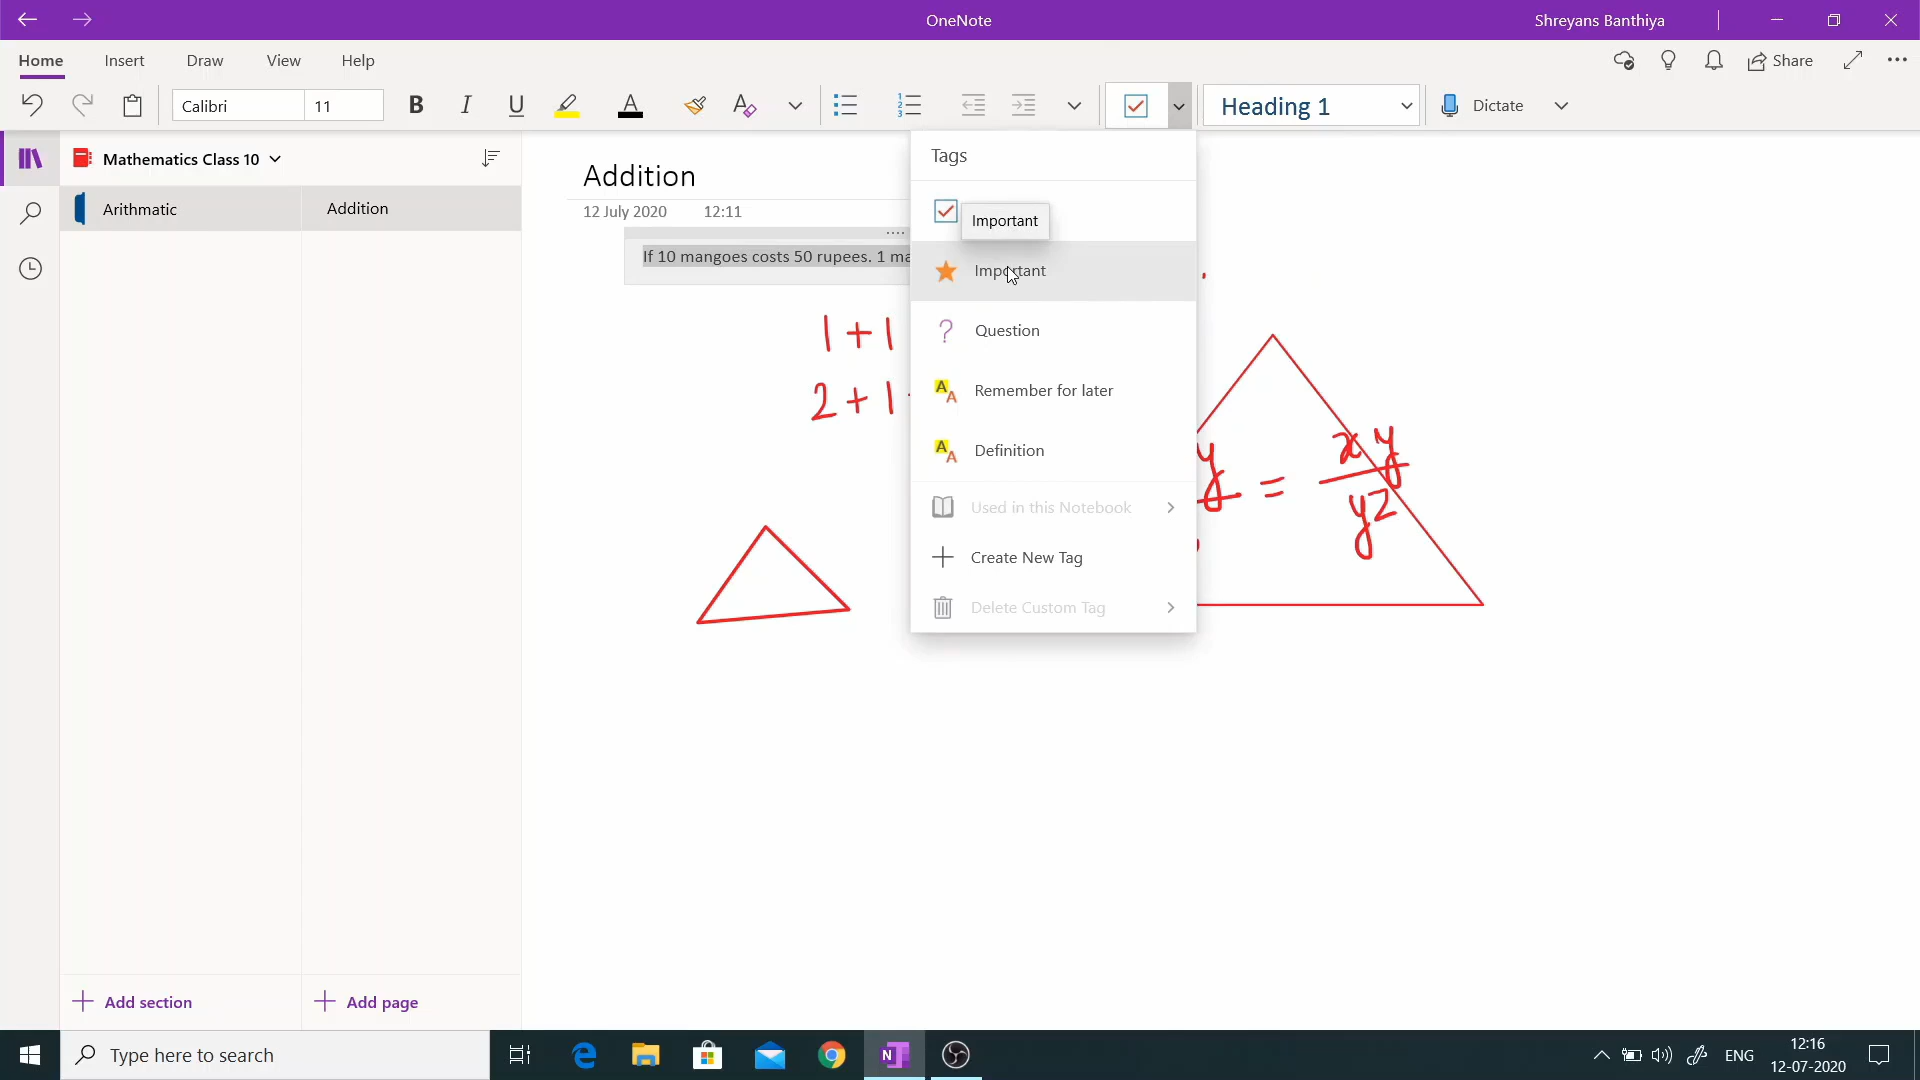 OneNote
Shreyans Banthiya
Home Insert Draw View Help
Share
Calibri 11 B I U A A
Heading 1
Dictate
Mathematics Class 10
Arithmatic
Addition
Addition
12 July 2020 12:11
If 10 mangoes costs 50 rupees. 1 ma
1 + 1
2 + 1
y = xy
y2
Tags
Important
Important
Question
Remember for later
Definition
Used in this Notebook
Create New Tag
Delete Custom Tag
Add section
Add page
Type here to search
ENG
12:16
12-07-2020